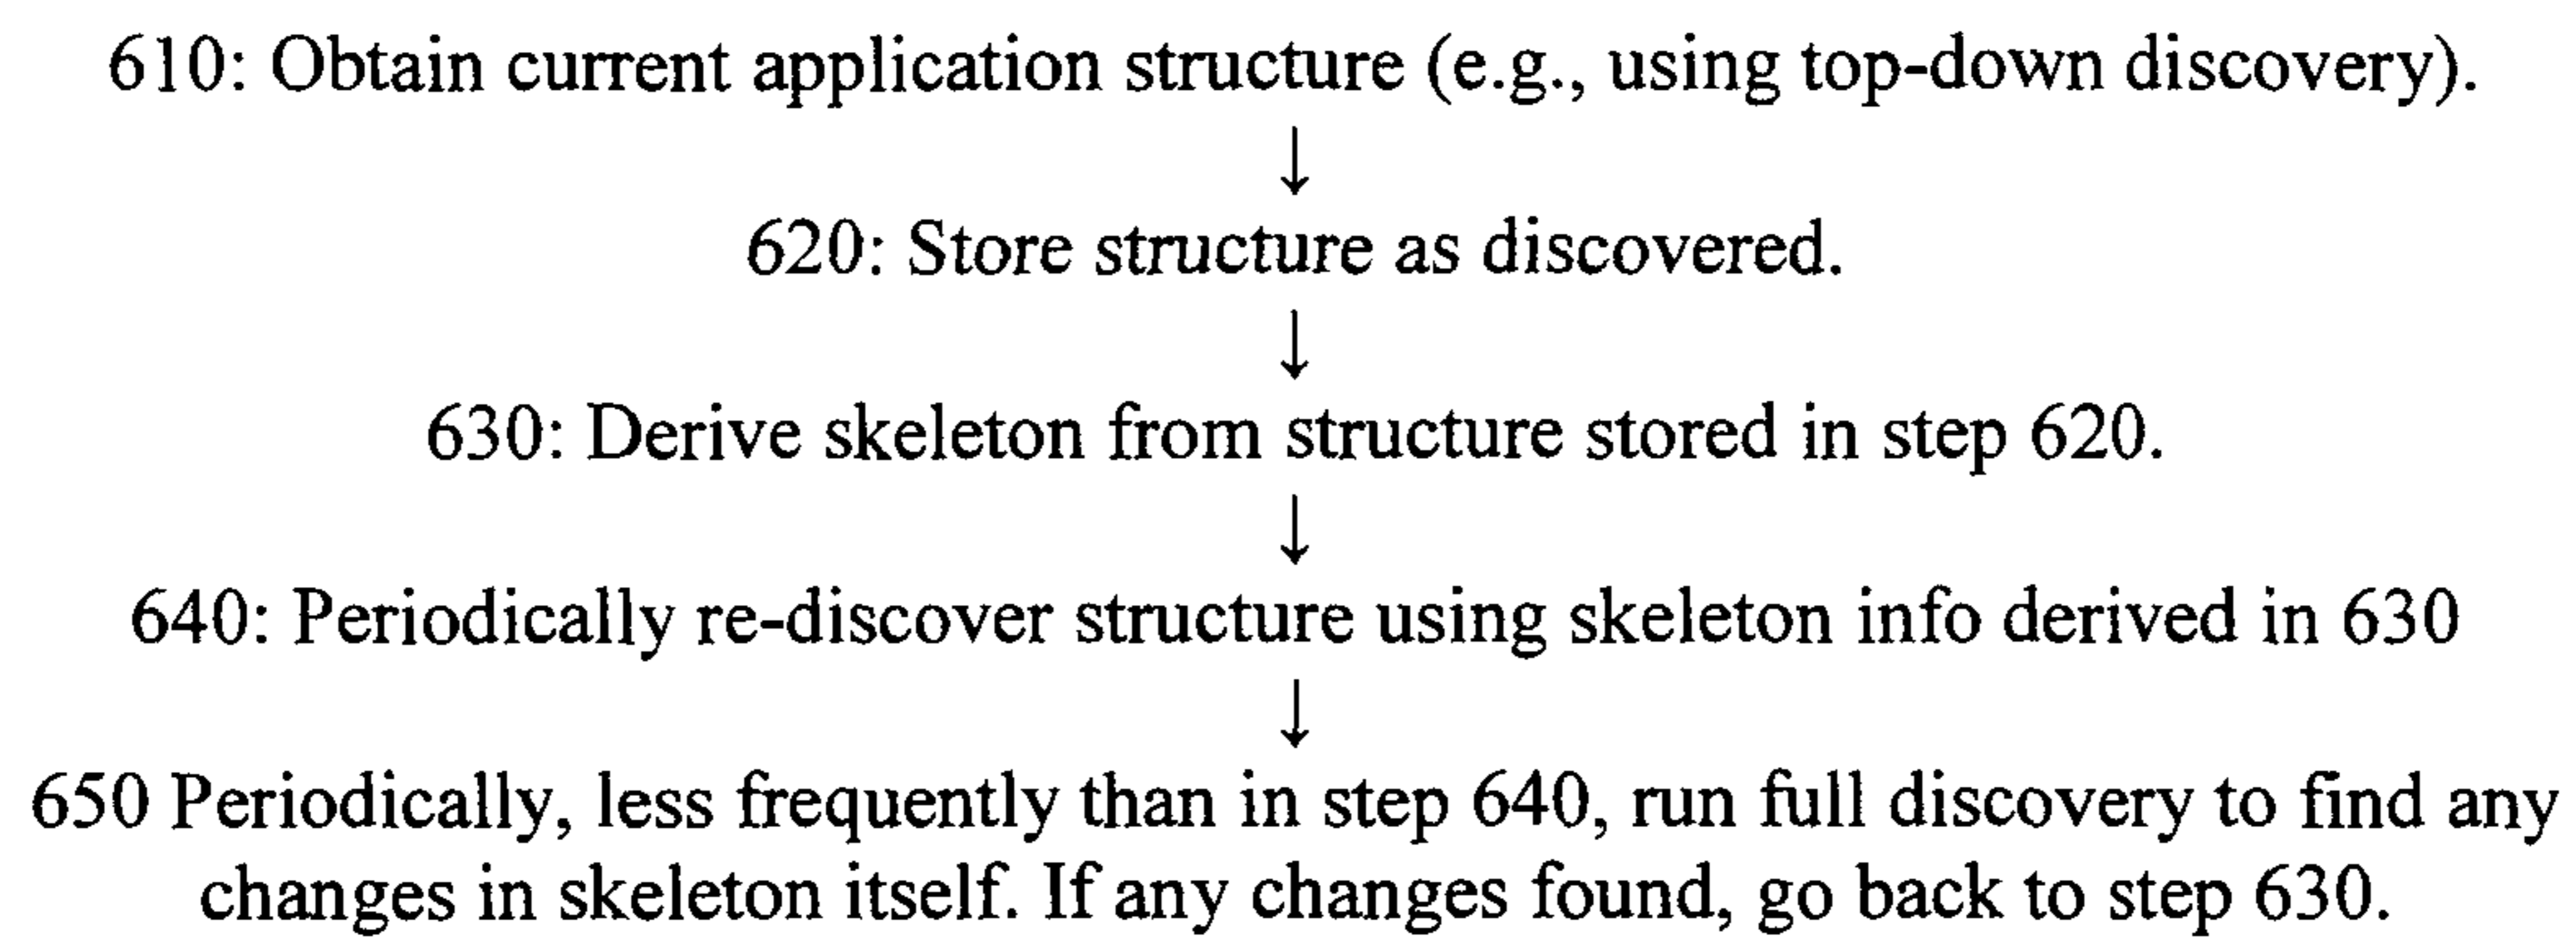 610: Obtain current application structure (e.g., using top-down discovery).
↓
620: Store structure as discovered.
↓
630: Derive skeleton from structure stored in step 620.
↓
640: Periodically re-discover structure using skeleton info derived in 630
↓
650 Periodically, less frequently than in step 640, run full discovery to find any
changes in skeleton itself. If any changes found, go back to step 630.